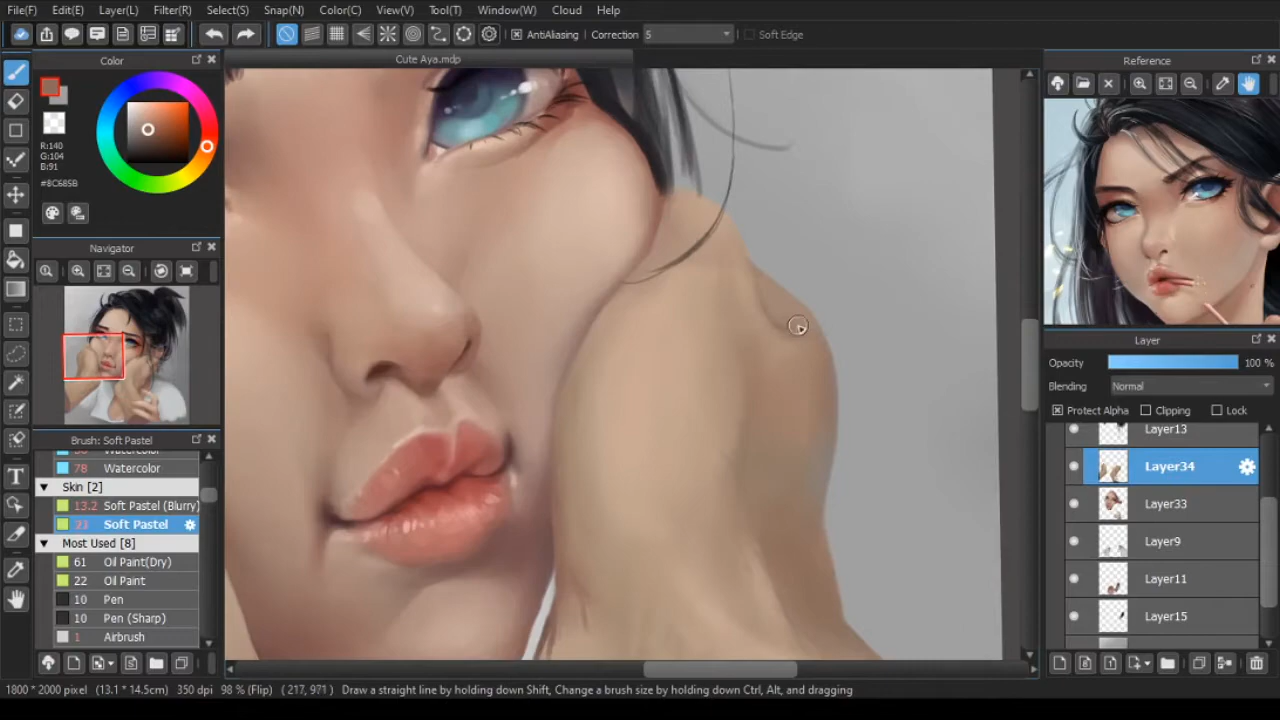 File(F) Edit(E) Layer(L) Filter(R) Select(S) Snap(N) Color(C) View(V) Tool(T) Window(W) Cloud Help
AntiAliasing Correction 5 Soft Edge
Color
Cute Aya.mdp
Reference
R:140
G:104
B:91
#8C685B
Navigator
Layer
Opacity 100 %
Blending Normal
Protect Alpha Clipping Lock
Layer13
Layer34
Layer33
Layer9
Layer11
Layer15
Brush: Soft Pastel
Watercolor
78 Watercolor
Skin [2]
13.2 Soft Pastel (Blurry)
23 Soft Pastel
Most Used [8]
61 Oil Paint(Dry)
22 Oil Paint
10 Pen
10 Pen (Sharp)
1 Airbrush
1800 * 2000 pixel (13.1 * 14.5cm) 350 dpi 98 % (Flip) ( 217, 971 ) Draw a straight line by holding down Shift, Change a brush size by holding down Ctrl, Alt, and dragging